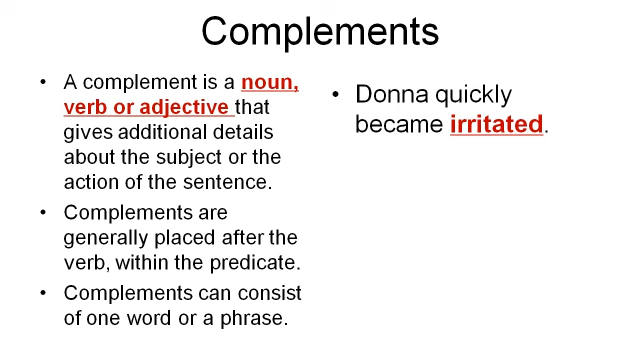 Complements
• A complement is a noun,
verb or adjective that
gives additional details
about the subject or the
action of the sentence.
• Complements are
generally placed after the
verb, within the predicate.
• Complements can consist
of one word or a phrase.
• Donna quickly
became irritated.